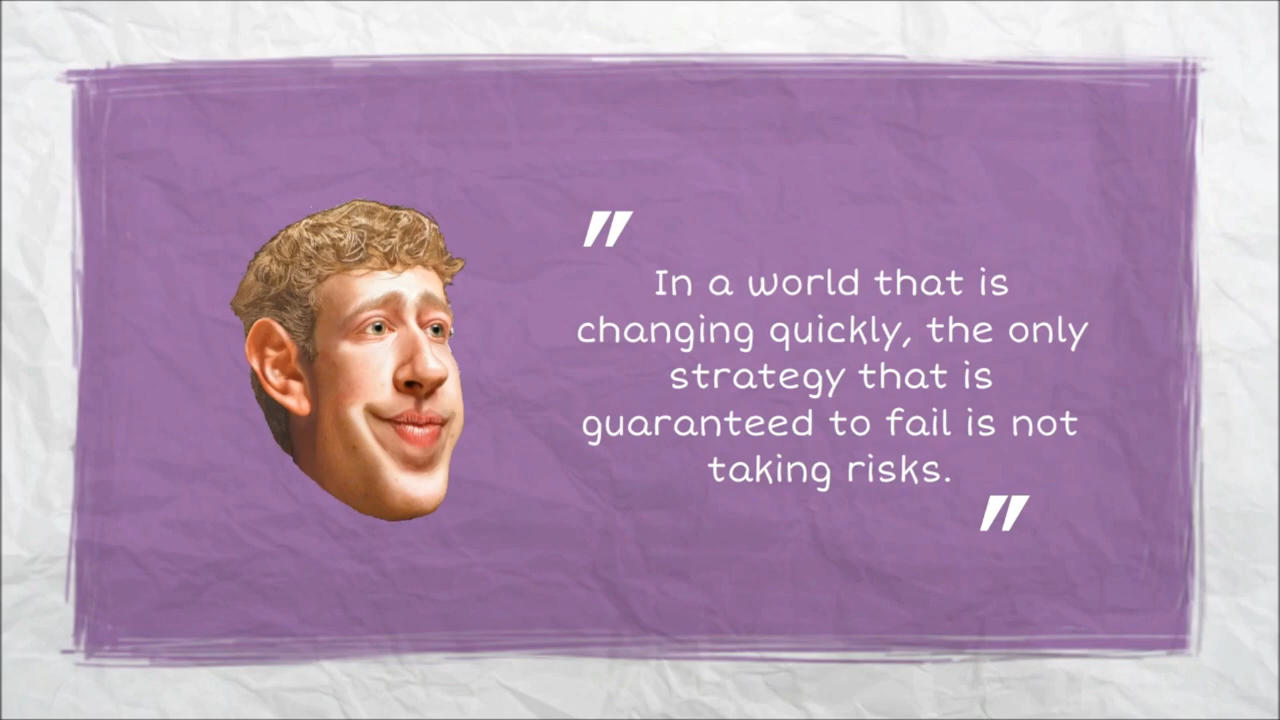 "
In a world that is
changing quickly, the only
strategy that is
guaranteed to fail is not
taking risks.
"